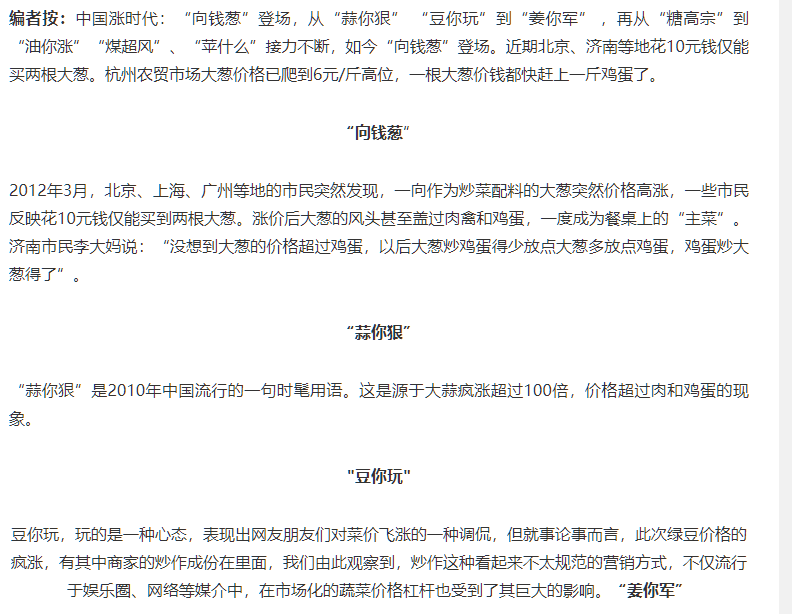 编者按：中国涨时代：“向钱葱”登场，从“蒜你狠” “豆你玩”到“姜你军” ，再从“糖高宗”到
“油你涨”“煤超风”、“苹什么”接力不断，如今“向钱葱”登场。近期北京、济南等地花10元钱仅能
买两根大葱。杭州农贸市场大葱价格已爬到6元/斤高位，一根大葱价钱都快赶上一斤鸡蛋了。
“向钱葱”
2012年3月，北京、上海、广州等地的市民突然发现，一向作为炒菜配料的大葱突然价格高涨，一些市民
反映花10元钱仅能买到两根大葱。涨价后大葱的风头甚至盖过肉禽和鸡蛋，一度成为餐桌上的“主菜”。
济南市民李大妈说：“没想到大葱的价格超过鸡蛋，以后大葱炒鸡蛋得少放点大葱多放点鸡蛋，鸡蛋炒大
葱得了”。
“蒜你狠”
“蒜你狠”是2010年中国流行的一句时髦用语。这是源于大蒜疯涨超过100倍，价格超过肉和鸡蛋的现
象。
"豆你玩"
豆你玩，玩的是一种心态，表现出网友朋友们对菜价飞涨的一种调侃，但就事论事而言，此次绿豆价格的
疯涨，有其中商家的炒作成份在里面，我们由此观察到，炒作这种看起来不太规范的营销方式，不仅流行
于娱乐圈、网络等媒介中，在市场化的蔬菜价格杠杆也受到了其巨大的影响。“姜你军”